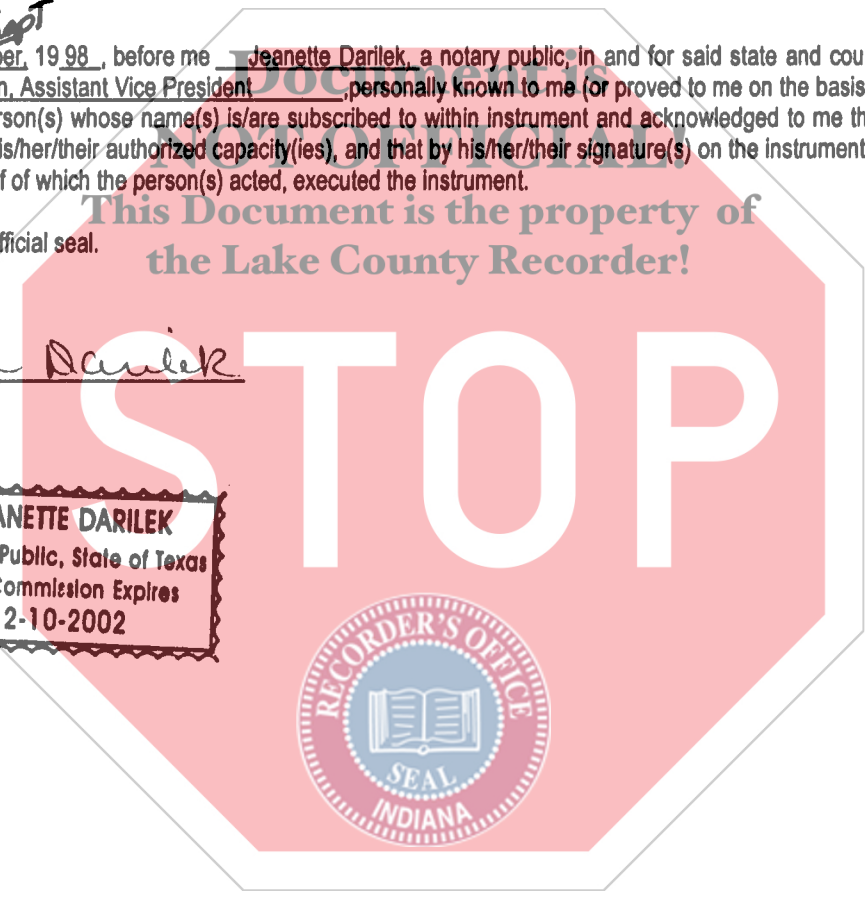 Sept
ber, 19 98 , before me Jeanette Darilek, a notary public, in and for said state and cou
n, Assistant Vice President ,personally known to me (or proved to me on the basis
rson(s) whose name(s) is/are subscribed to within instrument and acknowledged to me th
is/her/their authorized capacity(ies), and that by his/her/their signature(s) on the instrument
f of which the person(s) acted, executed the instrument.
fficial seal.
Document is
NOT OFFICIAL!
This Document is the property of
the Lake County Recorder!
Darilek
STOP
ANETTE DARILEK
Public, State of Texas
Commission Expires
2-10-2002
RECORDER'S OFFICE
SEAL
INDIANA